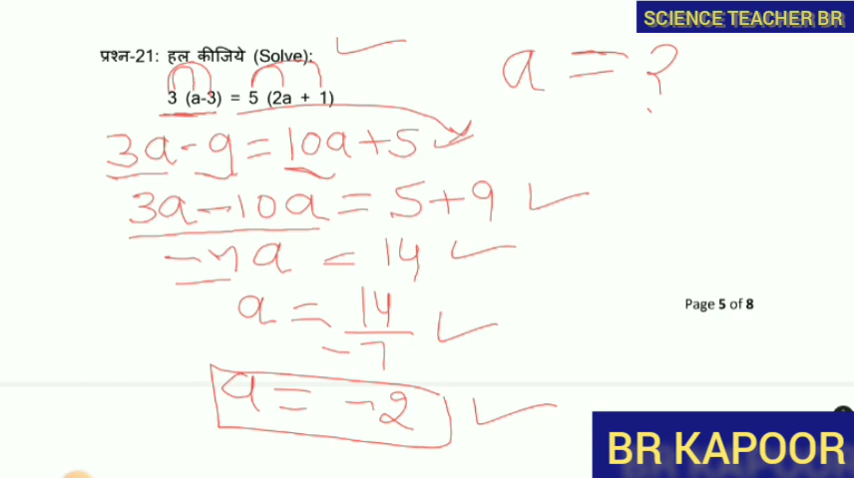 SCIENCE TEACHER BR
प्रश्न-21: हल कीजिये (Solve):
a = ?
3 (a-3) = 5 (2a + 1)
3a - 9 = 10a + 5
3a - 10a = 5 + 9
-7a = 14
a = 14/-7
Page 5 of 8
a = -2
BR KAPOOR